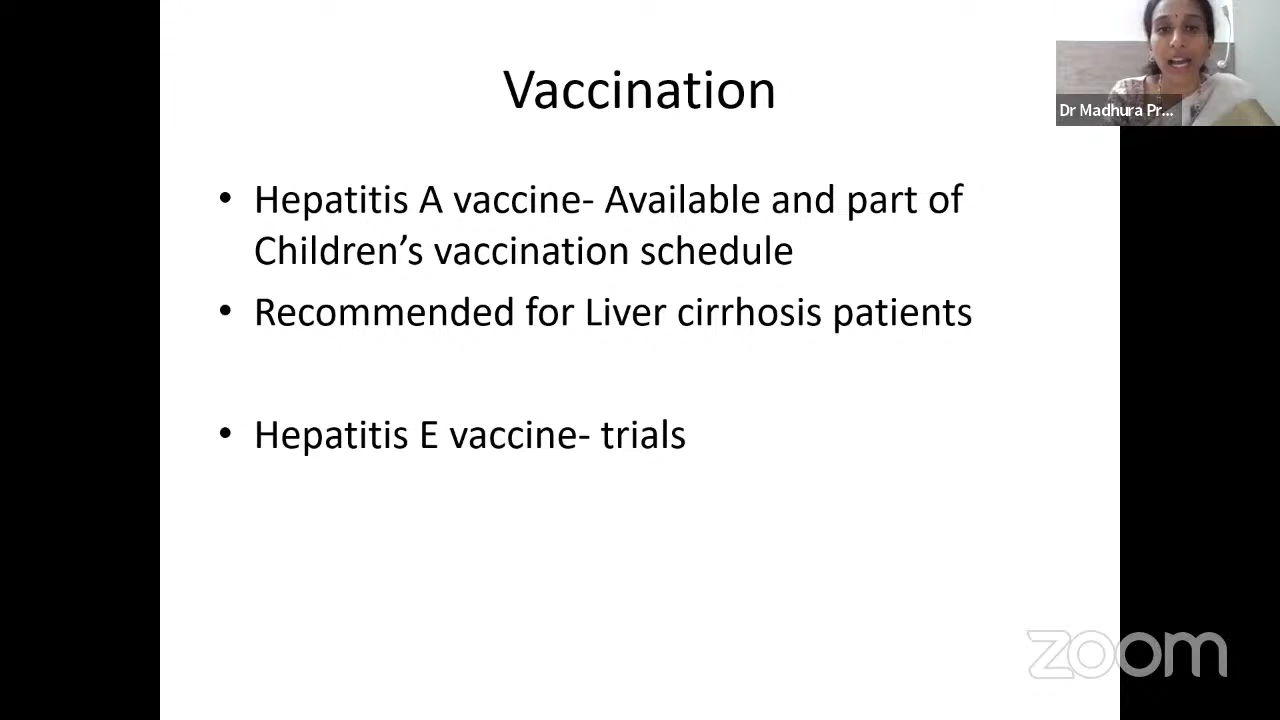 Vaccination
Dr Madhura Pr...
• Hepatitis A vaccine- Available and part of
Children’s vaccination schedule
• Recommended for Liver cirrhosis patients
• Hepatitis E vaccine- trials
zoom